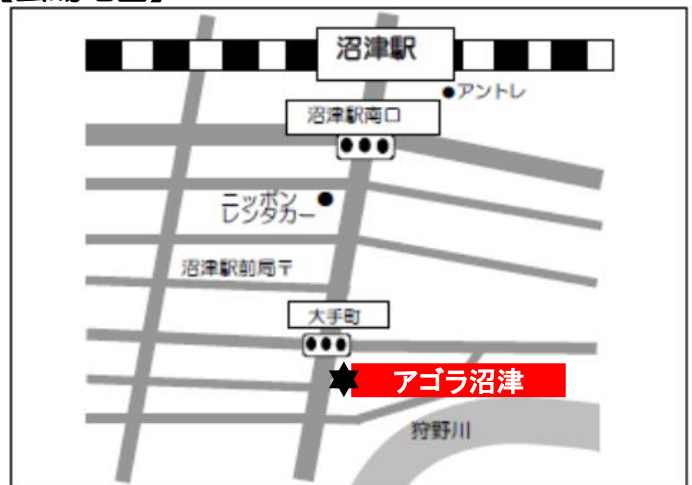 沼津駅
●アントレ
沼津駅南口
ニッポン
レンタカー
沼津駅前局〒
大手町
アゴラ沼津
狩野川